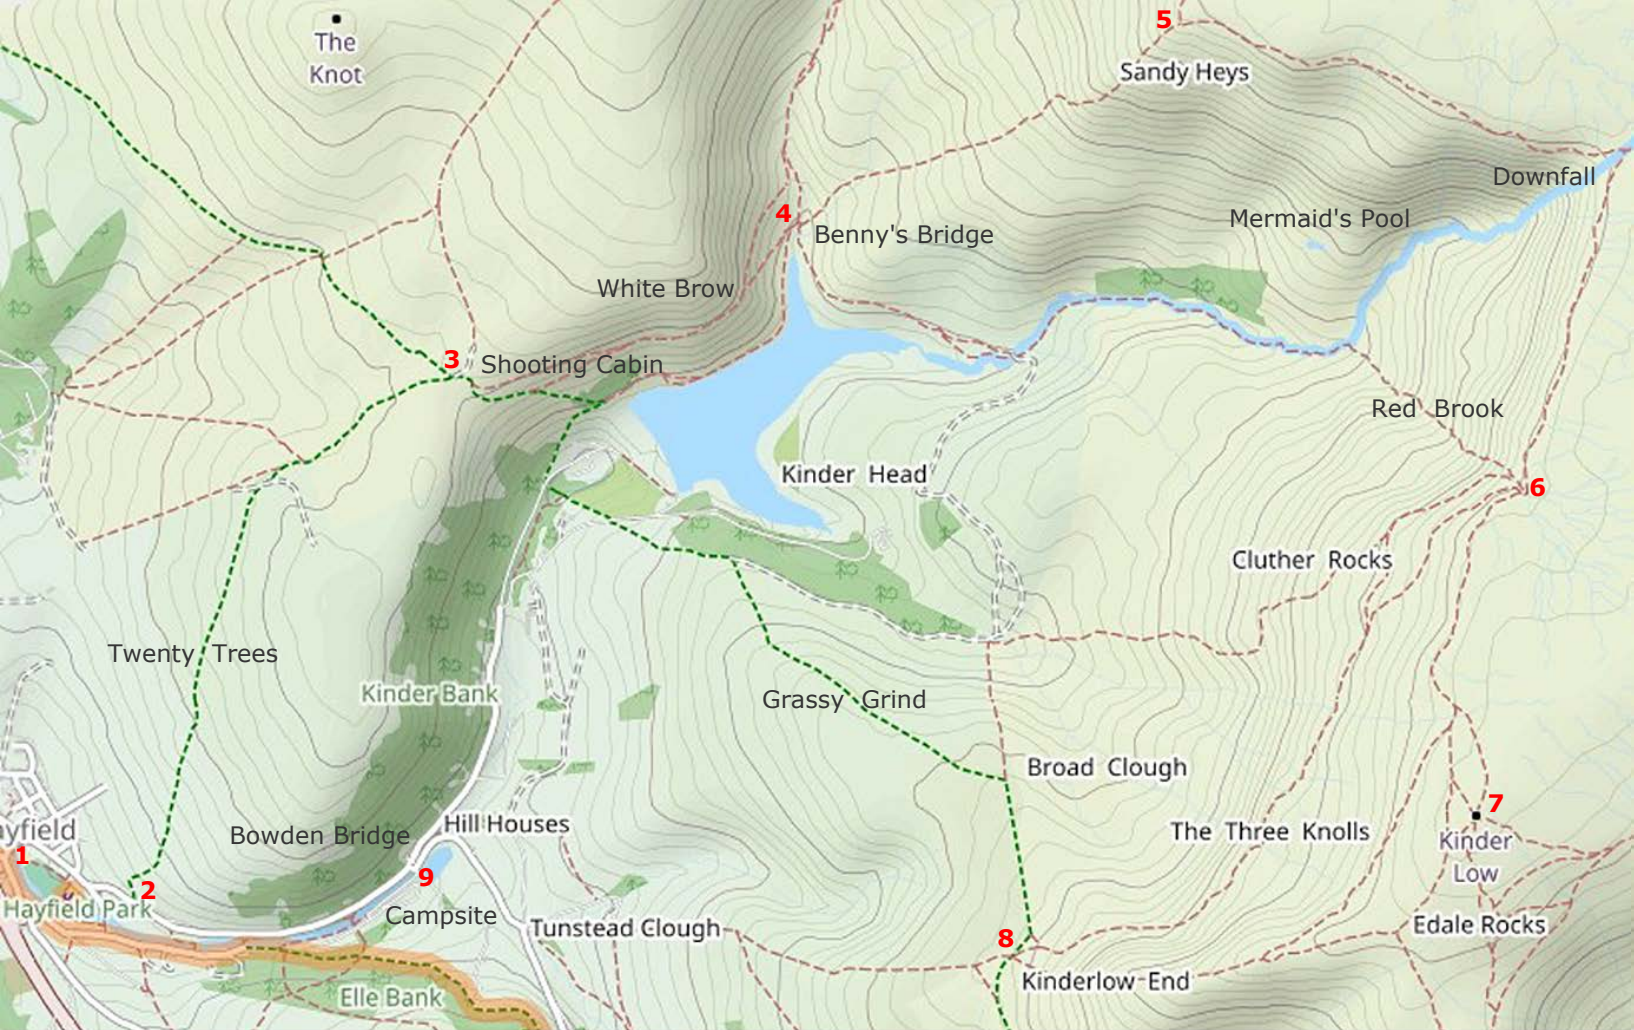 5
The
Knot
Sandy Heys
Downfall
4
Mermaid's Pool
Benny's Bridge
White Brow
3
Shooting Cabin
Red Brook
Kinder Head
6
Cluther Rocks
Twenty Trees
Kinder Bank
Grassy Grind
Broad Clough
7
Hill Houses
ayfield
Bowden Bridge
The Three Knolls
Kinder
Low
1
9
2
Hayfield Park
Campsite
Tunstead Clough
Edale Rocks
8
Kinderlow End
Elle Bank